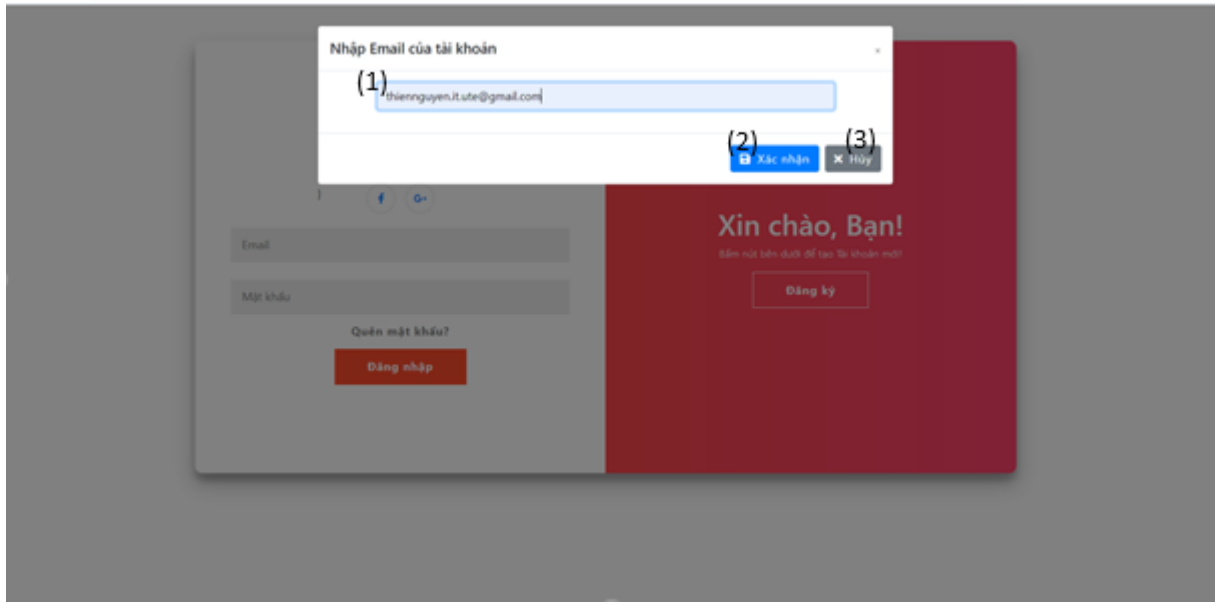 Nhập Email của tài khoản
×
(1)
thiennguyen.it.ute@gmail.com
(2)
(3)
Xác nhận
× Hủy
f G+
Email
Mật khẩu
Quên mật khẩu?
Đăng nhập
Xin chào, Bạn!
Bấm nút bên dưới để tạo Tài khoản mới!
Đăng ký